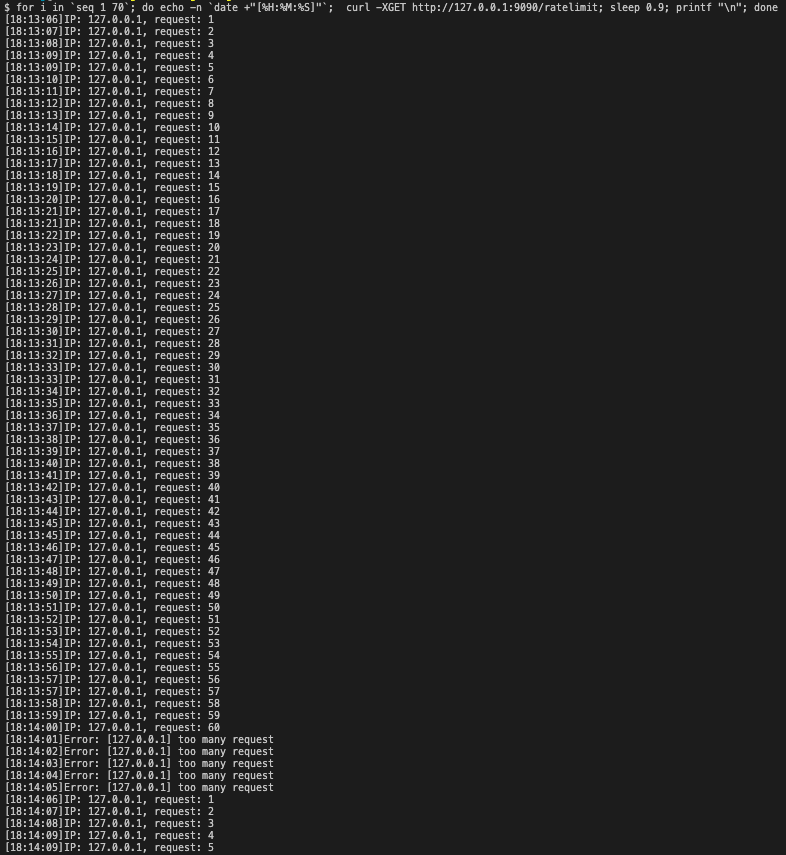 $ for i in `seq 1 70`; do echo -n `date +"[%H:%M:%S]"`;  curl -XGET http://127.0.0.1:9090/ratelimit; sleep 0.9; printf "\n"; done
[18:13:06]IP: 127.0.0.1, request: 1
[18:13:07]IP: 127.0.0.1, request: 2
[18:13:08]IP: 127.0.0.1, request: 3
[18:13:09]IP: 127.0.0.1, request: 4
[18:13:09]IP: 127.0.0.1, request: 5
[18:13:10]IP: 127.0.0.1, request: 6
[18:13:11]IP: 127.0.0.1, request: 7
[18:13:12]IP: 127.0.0.1, request: 8
[18:13:13]IP: 127.0.0.1, request: 9
[18:13:14]IP: 127.0.0.1, request: 10
[18:13:15]IP: 127.0.0.1, request: 11
[18:13:16]IP: 127.0.0.1, request: 12
[18:13:17]IP: 127.0.0.1, request: 13
[18:13:18]IP: 127.0.0.1, request: 14
[18:13:19]IP: 127.0.0.1, request: 15
[18:13:20]IP: 127.0.0.1, request: 16
[18:13:21]IP: 127.0.0.1, request: 17
[18:13:21]IP: 127.0.0.1, request: 18
[18:13:22]IP: 127.0.0.1, request: 19
[18:13:23]IP: 127.0.0.1, request: 20
[18:13:24]IP: 127.0.0.1, request: 21
[18:13:25]IP: 127.0.0.1, request: 22
[18:13:26]IP: 127.0.0.1, request: 23
[18:13:27]IP: 127.0.0.1, request: 24
[18:13:28]IP: 127.0.0.1, request: 25
[18:13:29]IP: 127.0.0.1, request: 26
[18:13:30]IP: 127.0.0.1, request: 27
[18:13:31]IP: 127.0.0.1, request: 28
[18:13:32]IP: 127.0.0.1, request: 29
[18:13:33]IP: 127.0.0.1, request: 30
[18:13:33]IP: 127.0.0.1, request: 31
[18:13:34]IP: 127.0.0.1, request: 32
[18:13:35]IP: 127.0.0.1, request: 33
[18:13:36]IP: 127.0.0.1, request: 34
[18:13:37]IP: 127.0.0.1, request: 35
[18:13:38]IP: 127.0.0.1, request: 36
[18:13:39]IP: 127.0.0.1, request: 37
[18:13:40]IP: 127.0.0.1, request: 38
[18:13:41]IP: 127.0.0.1, request: 39
[18:13:42]IP: 127.0.0.1, request: 40
[18:13:43]IP: 127.0.0.1, request: 41
[18:13:44]IP: 127.0.0.1, request: 42
[18:13:45]IP: 127.0.0.1, request: 43
[18:13:45]IP: 127.0.0.1, request: 44
[18:13:46]IP: 127.0.0.1, request: 45
[18:13:47]IP: 127.0.0.1, request: 46
[18:13:48]IP: 127.0.0.1, request: 47
[18:13:49]IP: 127.0.0.1, request: 48
[18:13:50]IP: 127.0.0.1, request: 49
[18:13:51]IP: 127.0.0.1, request: 50
[18:13:52]IP: 127.0.0.1, request: 51
[18:13:53]IP: 127.0.0.1, request: 52
[18:13:54]IP: 127.0.0.1, request: 53
[18:13:55]IP: 127.0.0.1, request: 54
[18:13:56]IP: 127.0.0.1, request: 55
[18:13:57]IP: 127.0.0.1, request: 56
[18:13:57]IP: 127.0.0.1, request: 57
[18:13:58]IP: 127.0.0.1, request: 58
[18:13:59]IP: 127.0.0.1, request: 59
[18:14:00]IP: 127.0.0.1, request: 60
[18:14:01]Error: [127.0.0.1] too many request
[18:14:02]Error: [127.0.0.1] too many request
[18:14:03]Error: [127.0.0.1] too many request
[18:14:04]Error: [127.0.0.1] too many request
[18:14:05]Error: [127.0.0.1] too many request
[18:14:06]IP: 127.0.0.1, request: 1
[18:14:07]IP: 127.0.0.1, request: 2
[18:14:08]IP: 127.0.0.1, request: 3
[18:14:09]IP: 127.0.0.1, request: 4
[18:14:09]IP: 127.0.0.1, request: 5